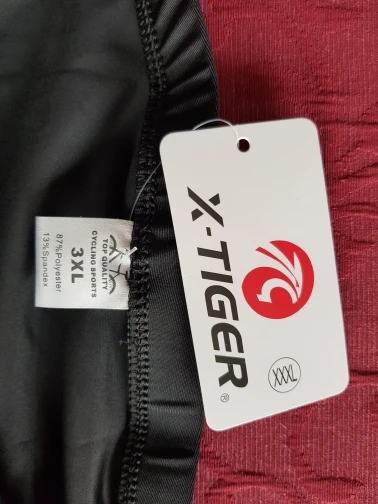 TOP QUALITY
CYCLING SPORTS
3XL
87%Polyester
13%Spandex
X-TIGER®
XXXL